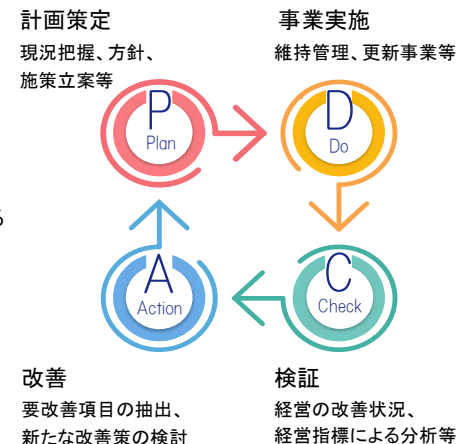 計画策定
現況把握、方針、
施策立案等
事業実施
維持管理、更新事業等
P
Plan
D
Do
る
A
Action
C
Check
改善
要改善項目の抽出、
新たな改善策の検討
検証
経営の改善状況、
経営指標による分析等